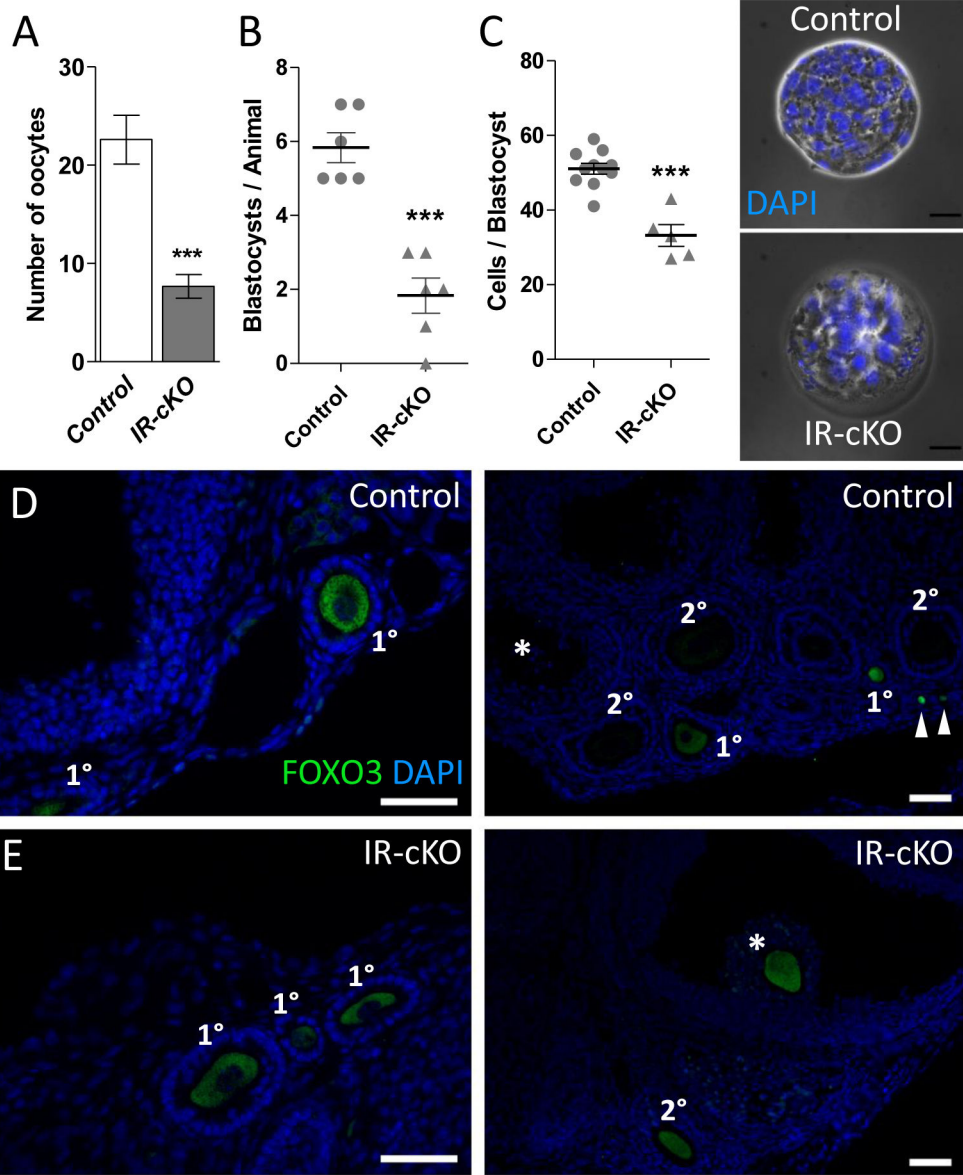 A
Number of oocytes
30
20
10
0
***
Control
IR-cKO
B
Blastocysts / Animal
8
6
4
2
0
***
Control
IR-cKO
C
Cells / Blastocyst
80
60
40
20
0
***
Control
IR-cKO
Control
DAPI
IR-cKO
D
Control
1°
1°
FOXO3 DAPI
Control
2°
2°
*
2°
1°
1°
E
IR-cKO
1°
1°
1°
IR-cKO
*
2°